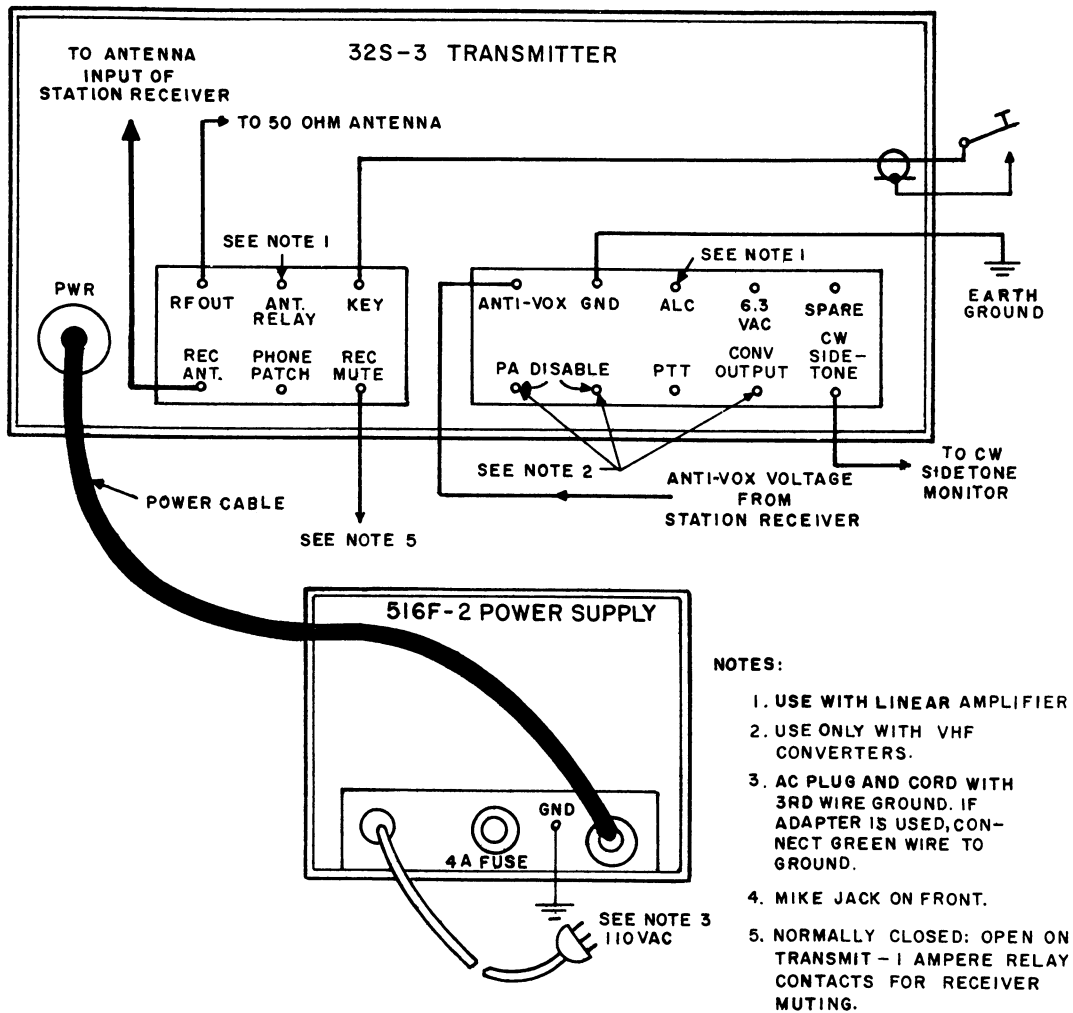 32S-3 TRANSMITTER
TO ANTENNA
INPUT OF
STATION RECEIVER
TO 50 OHM ANTENNA
SEE NOTE 1
SEE NOTE 1
PWR
RF OUT
ANT.
RELAY
KEY
REC
ANT.
PHONE
PATCH
REC
MUTE
ANTI-VOX
GND
ALC
6.3
VAC
SPARE
PA DISABLE
PTT
CONV
OUTPUT
CW
SIDE-
TONE
EARTH
GROUND
SEE NOTE 2
ANTI-VOX VOLTAGE
FROM
STATION RECEIVER
TO CW
SIDETONE
MONITOR
POWER CABLE
SEE NOTE 5
516F-2 POWER SUPPLY
GND
4A FUSE
SEE NOTE 3
110VAC
NOTES:
1. USE WITH LINEAR AMPLIFIER
2. USE ONLY WITH VHF
CONVERTERS.
3. AC PLUG AND CORD WITH
3RD WIRE GROUND. IF
ADAPTER IS USED, CON-
NECT GREEN WIRE TO
GROUND.
4. MIKE JACK ON FRONT.
5. NORMALLY CLOSED: OPEN ON
TRANSMIT - 1 AMPERE RELAY
CONTACTS FOR RECEIVER
MUTING.